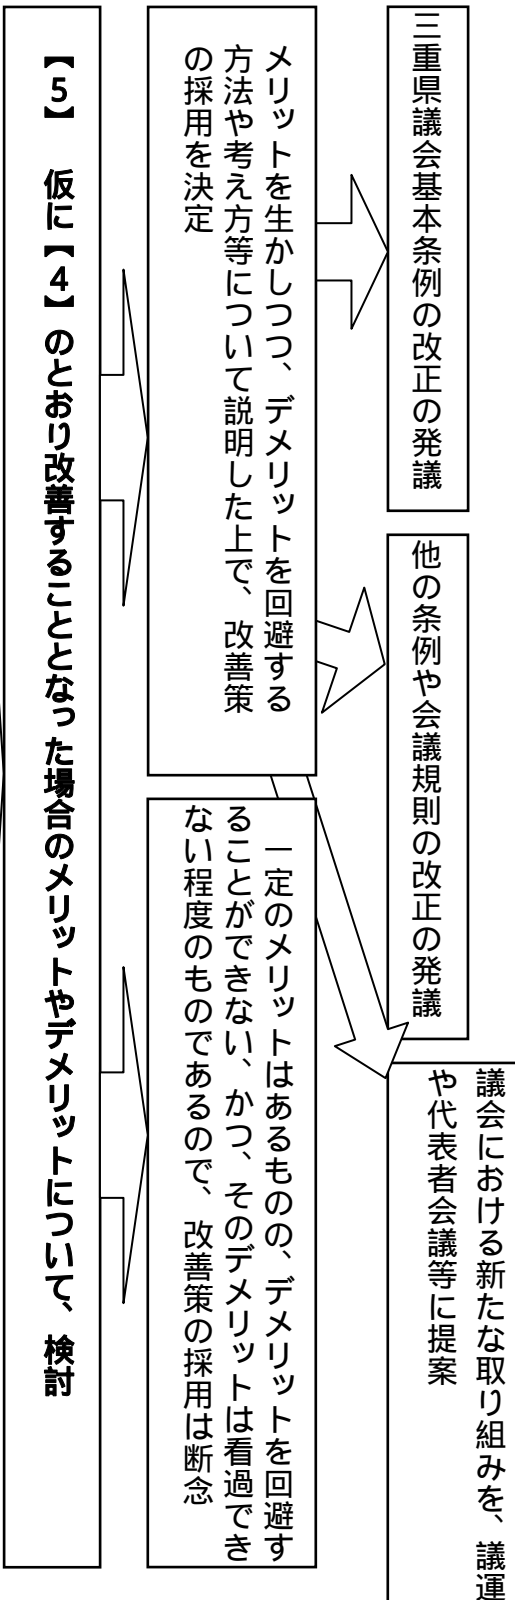 【５】　仮に【４】のとおり改善することとなった場合のメリットやデメリットについて、検討
メリットを生かしつつ、デメリットを回避する
方法や考え方等について説明した上で、改善策
の採用を決定
一定のメリットはあるものの、デメリットを回避す
ることができない、かつ、そのデメリットは看過でき
ない程度のものであるので、改善策の採用は断念
三重県議会基本条例の改正の発議
他の条例や会議規則の改正の発議
議会における新たな取り組みを、議運
や代表者会議等に提案